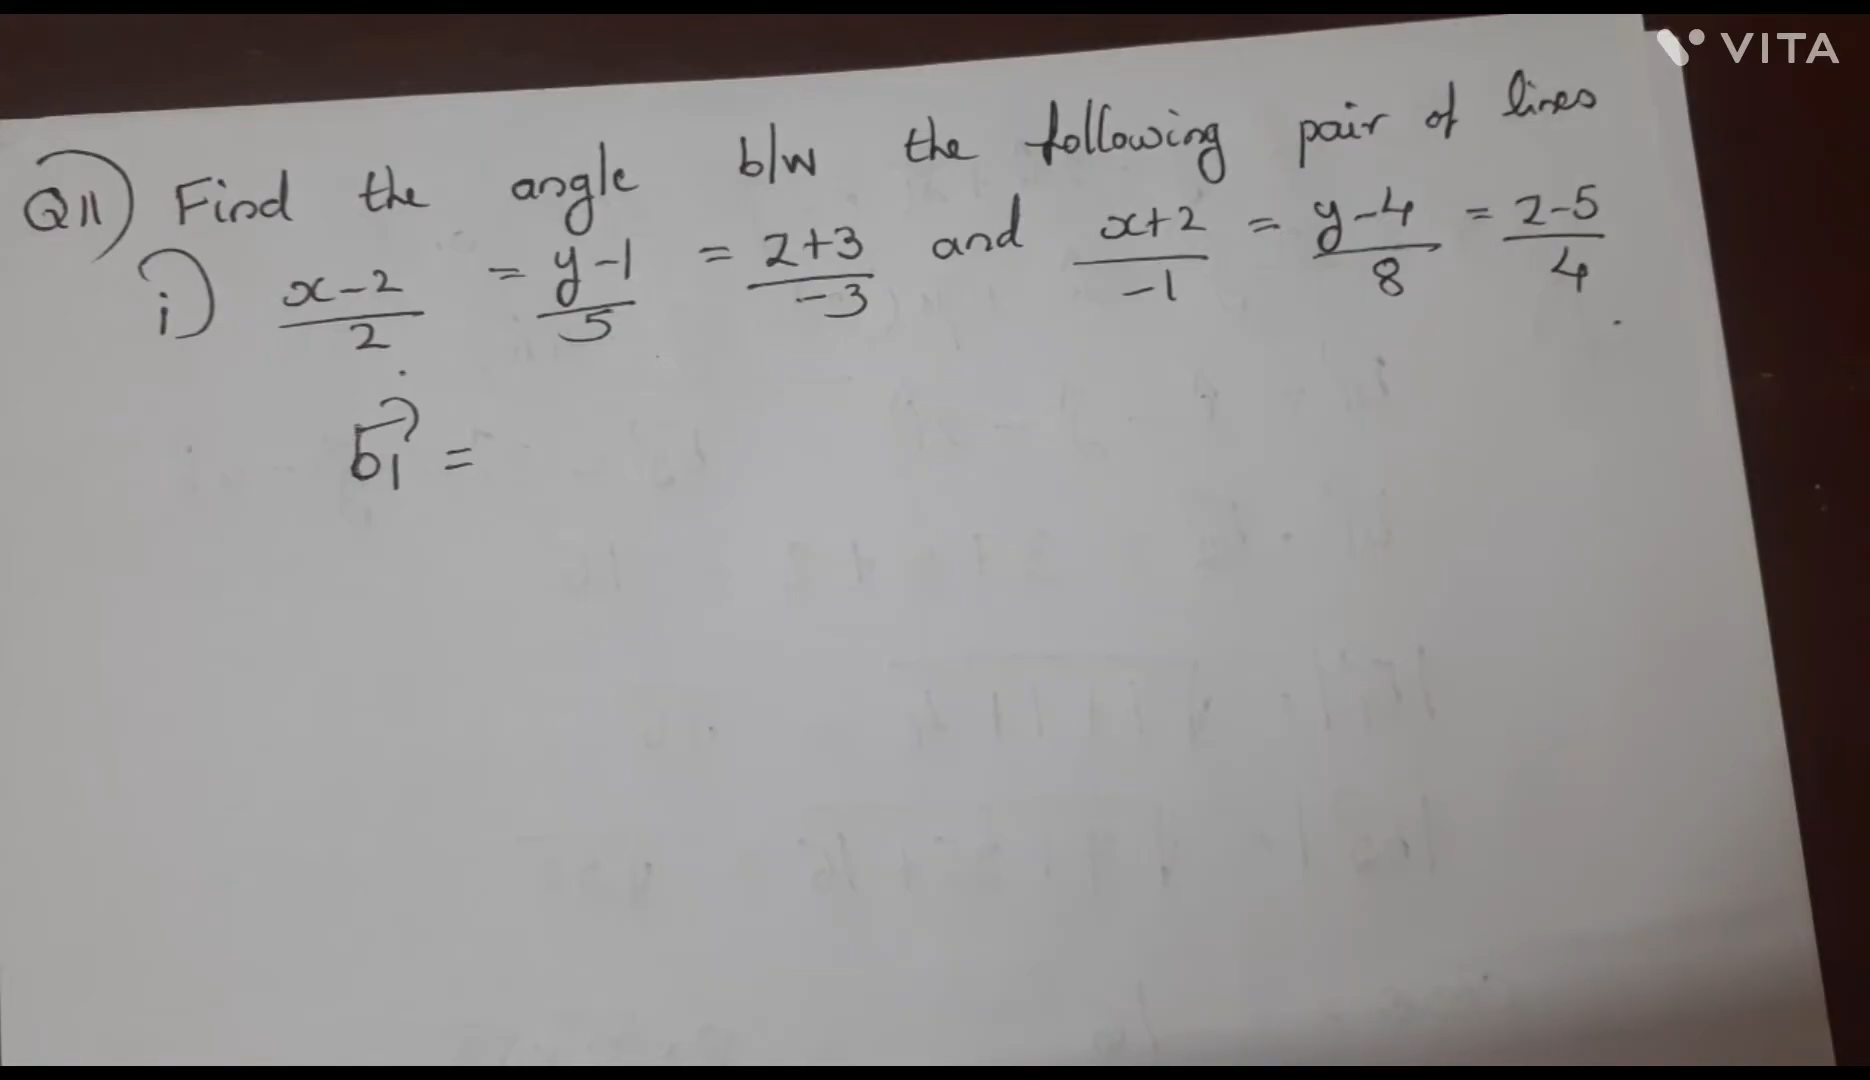 VITA
Q11) Find the angle b/w the following pair of lines
i) x-2/2 = y-1/5 = z+3/-3 and x+2/-1 = y-4/8 = z-5/4
b₁⃗ =